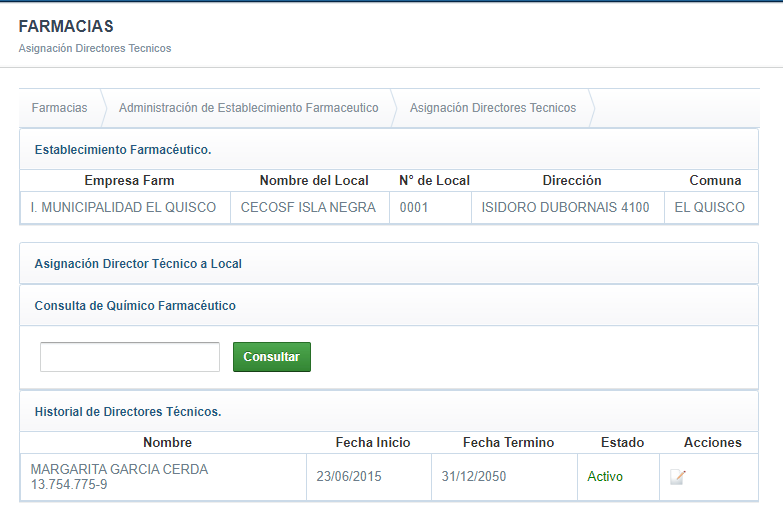 FARMACIAS
Asignación Directores Tecnicos
Farmacias Administración de Establecimiento Farmaceutico Asignación Directores Tecnicos
Establecimiento Farmacéutico.
Empresa Farm Nombre del Local N° de Local Dirección Comuna
I. MUNICIPALIDAD EL QUISCO CECOSF ISLA NEGRA 0001 ISIDORO DUBORNAIS 4100 EL QUISCO
Asignación Director Técnico a Local
Consulta de Químico Farmacéutico
Consultar
Historial de Directores Técnicos.
Nombre Fecha Inicio Fecha Termino Estado Acciones
MARGARITA GARCIA CERDA
13.754.775-9 23/06/2015 31/12/2050 Activo